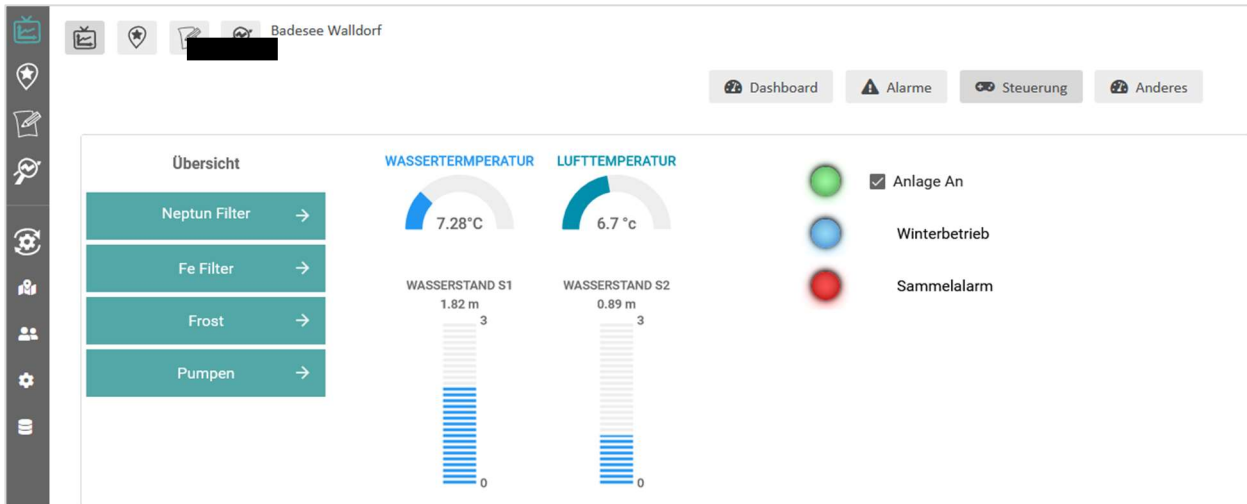 Badesee Walldorf
Dashboard
Alarme
Steuerung
Anderes
Übersicht
Neptun Filter
Fe Filter
Frost
Pumpen
WASSERTERMPERATUR
7.28°C
LUFTTEMPERATUR
6.7 °c
WASSERSTAND S1
1.82 m
3
0
WASSERSTAND S2
0.89 m
3
0
Anlage An
Winterbetrieb
Sammelalarm